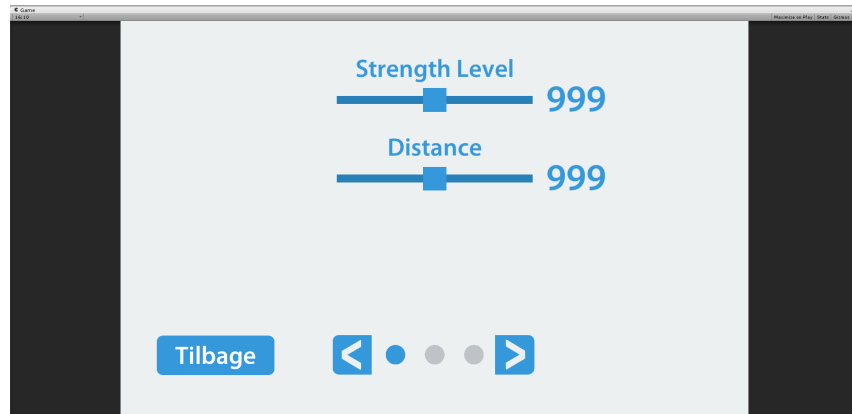 Game
16:10
Maximize on Play Stats Gizmos
Strength Level
999
Distance
999
Tilbage
< >